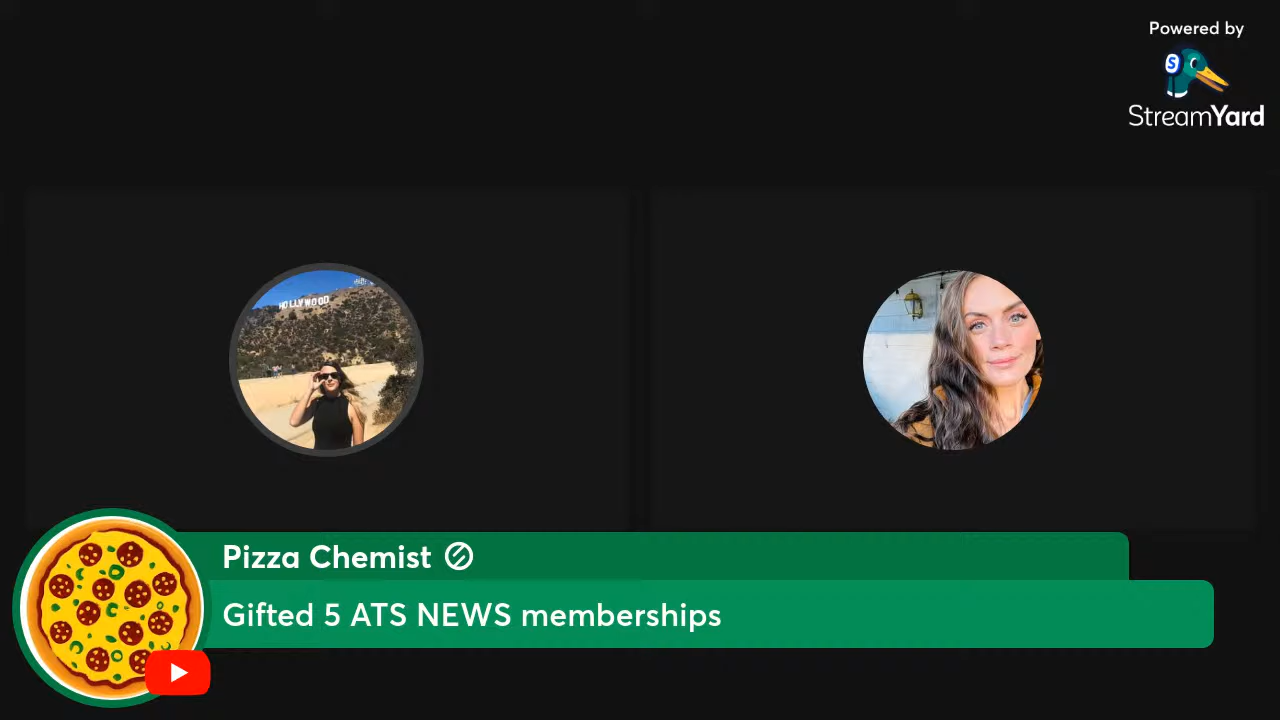 Powered by
S
StreamYard
HOLLYWOOD
Pizza Chemist
Gifted 5 ATS NEWS memberships